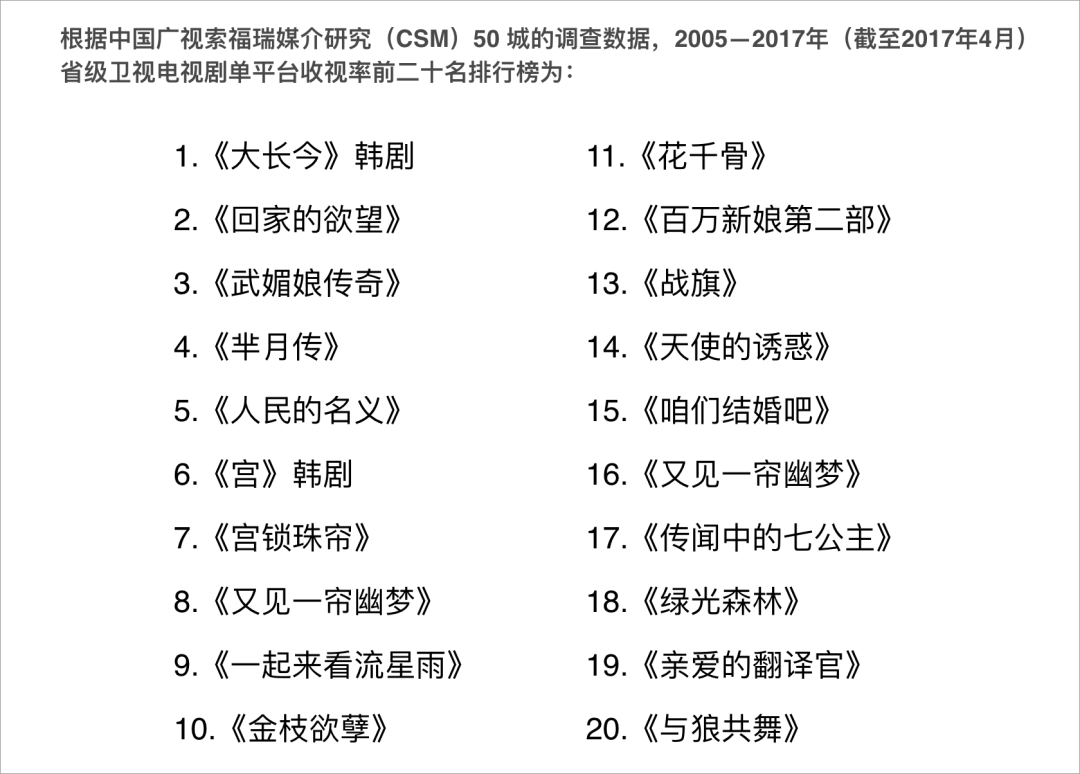 根据中国广视索福瑞媒介研究（CSM）50 城的调查数据，2005—2017年（截至2017年4月）
省级卫视电视剧单平台收视率前二十名排行榜为：
1.《大长今》韩剧
2.《回家的欲望》
3.《武媚娘传奇》
4.《芈月传》
5.《人民的名义》
6.《宫》韩剧
7.《宫锁珠帘》
8.《又见一帘幽梦》
9.《一起来看流星雨》
10.《金枝欲孽》
11.《花千骨》
12.《百万新娘第二部》
13.《战旗》
14.《天使的诱惑》
15.《咱们结婚吧》
16.《又见一帘幽梦》
17.《传闻中的七公主》
18.《绿光森林》
19.《亲爱的翻译官》
20.《与狼共舞》